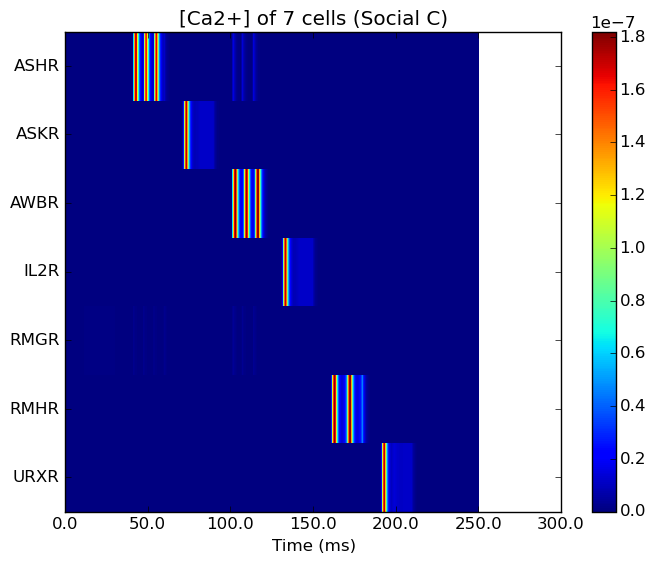 [Ca2+] of 7 cells (Social C)
1e−7
ASHR
ASKR
AWBR
IL2R
RMGR
RMHR
URXR
0.0 50.0 100.0 150.0 200.0 250.0 300.0
Time (ms)
1.8
1.6
1.4
1.2
1.0
0.8
0.6
0.4
0.2
0.0